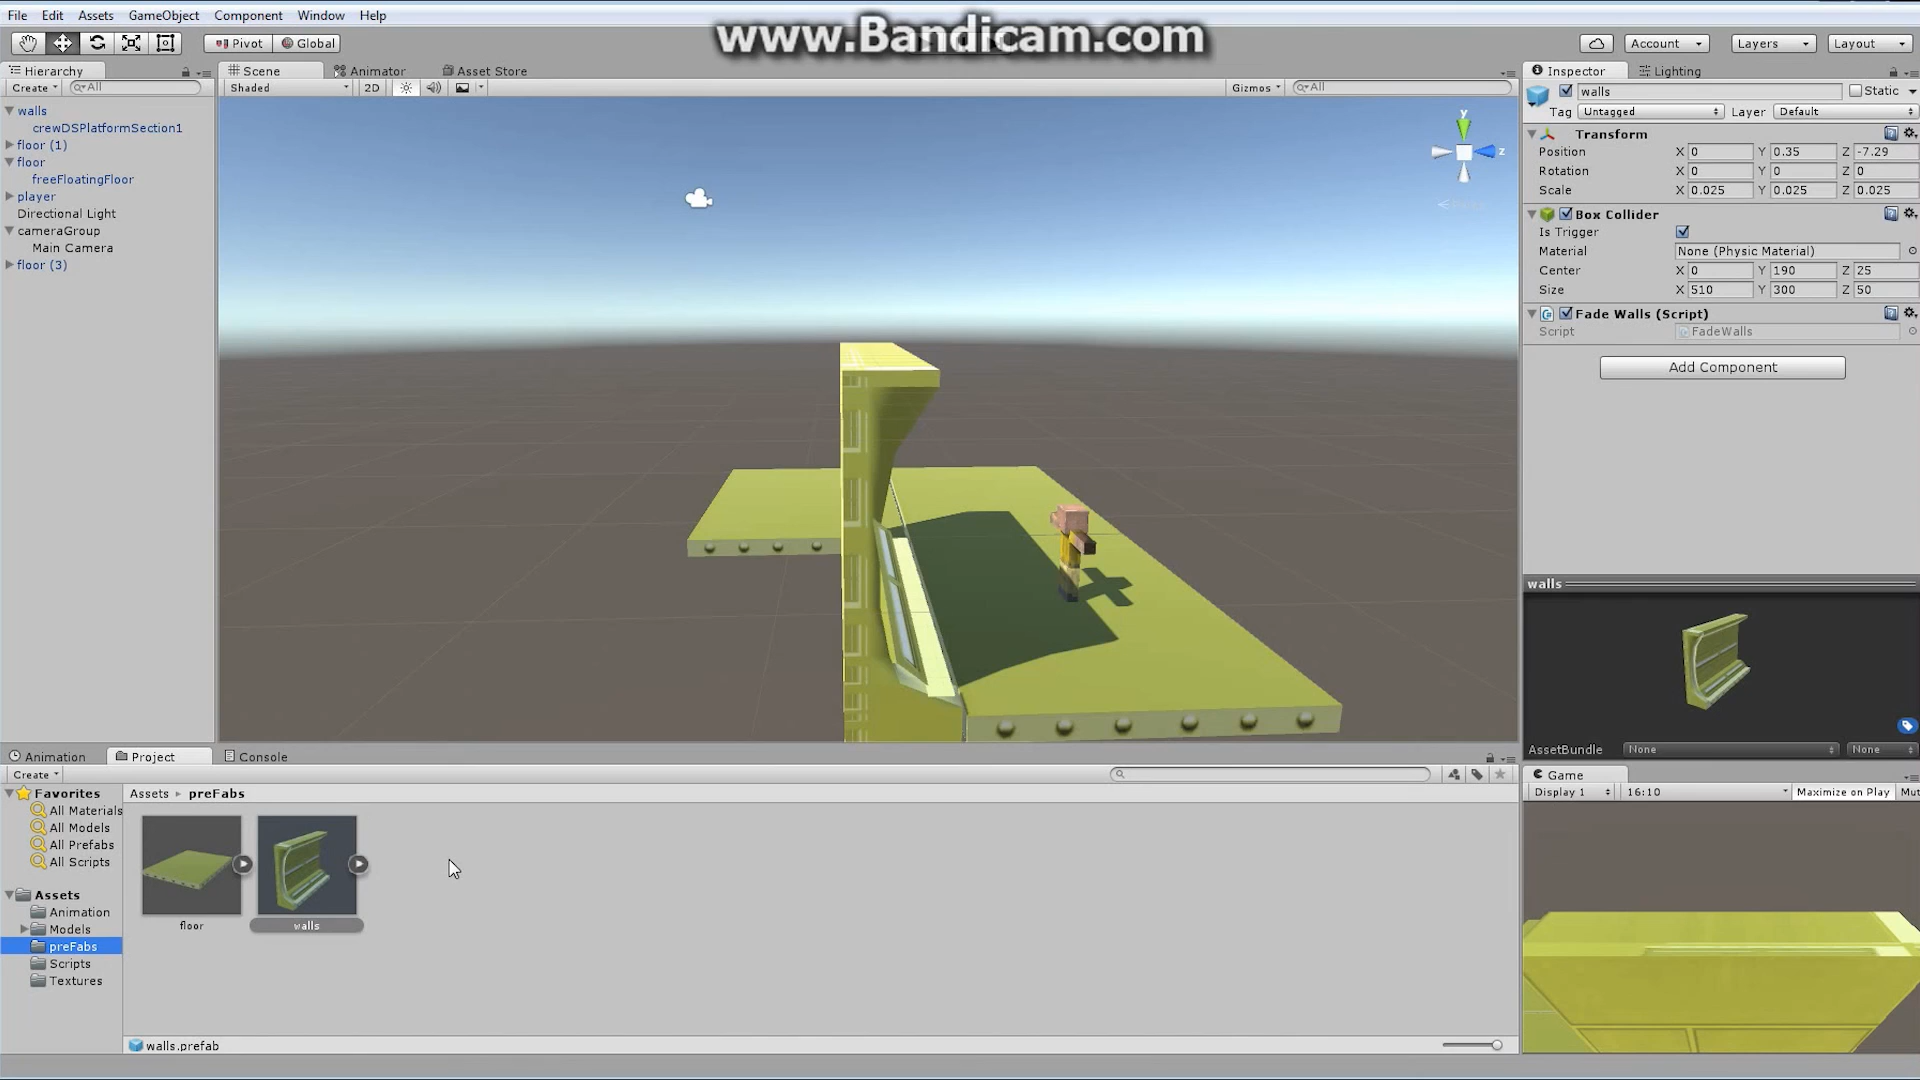 File Edit Assets GameObject Component Window Help
www.Bandicam.com
Pivot Global
Account Layers Layout
Hierarchy
Create All
walls
crewDSPlatformSection1
floor (1)
floor
freeFloatingFloor
player
Directional Light
cameraGroup
Main Camera
floor (3)
Scene Animator Asset Store
Shaded 2D Gizmos All
y
z
Inspector Lighting
walls Static
Tag Untagged Layer Default
Transform
Position X 0 Y 0.35 Z -7.29
Rotation X 0 Y 0 Z 0
Scale X 0.025 Y 0.025 Z 0.025
Box Collider
Is Trigger
Material None (Physic Material)
Center X 0 Y 190 Z 25
Size X 510 Y 300 Z 50
Fade Walls (Script)
Script FadeWalls
Add Component
walls
AssetBundle None None
Game
Display 1 16:10 Maximize on Play Mut
Animation Project Console
Create
Favorites
All Materials
All Models
All Prefabs
All Scripts
Assets
Animation
Models
preFabs
Scripts
Textures
Assets preFabs
floor
walls
walls.prefab